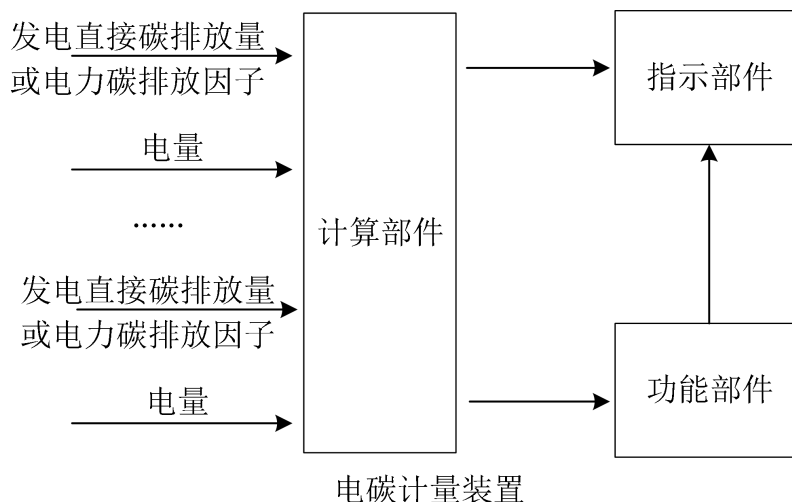 发电直接碳排放量
或电力碳排放因子
电量
......
发电直接碳排放量
或电力碳排放因子
电量
计算部件
指示部件
功能部件
电碳计量装置